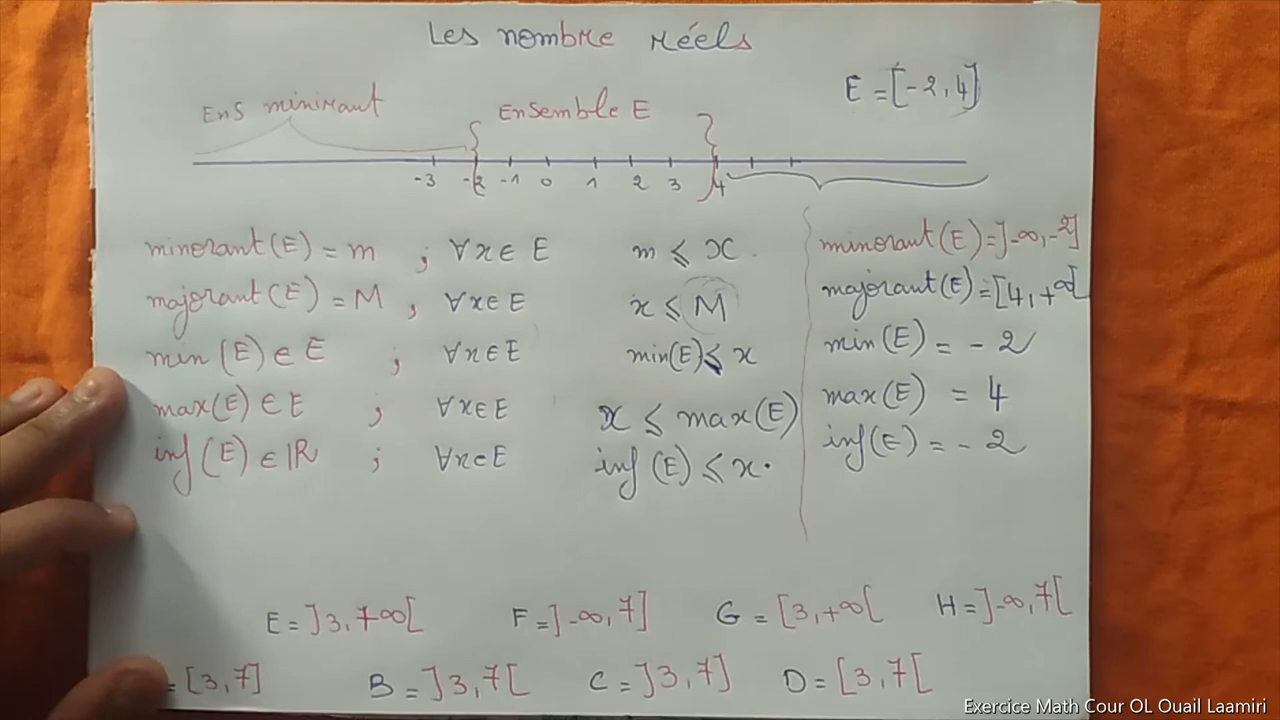 Les nombre réels
E = [-2, 4]
Ens minirant
Ensemble E
-3 -2 -1 0 1 2 3 4
minorant(E) = m ; ∀x∈E m ⩽ x
majorant(E) = M , ∀x∈E x ⩽ M
min(E) ∈ E ; ∀x∈E min(E) ⩽ x
max(E) ∈ E ; ∀x∈E x ⩽ max(E)
inf(E) ∈ IR ; ∀x∈E inf(E) ⩽ x.
minorant(E) = ]-∞, -2]
majorant(E) = [4, +∞[
min(E) = -2
max(E) = 4
inf(E) = -2
E = ]3, +∞[ F = ]-∞, 7] G = [3, +∞[ H = ]-∞, 7[
= [3, 7] B = ]3, 7[ C = ]3, 7] D = [3, 7[
Exercice Math Cour OL Ouail Laamiri